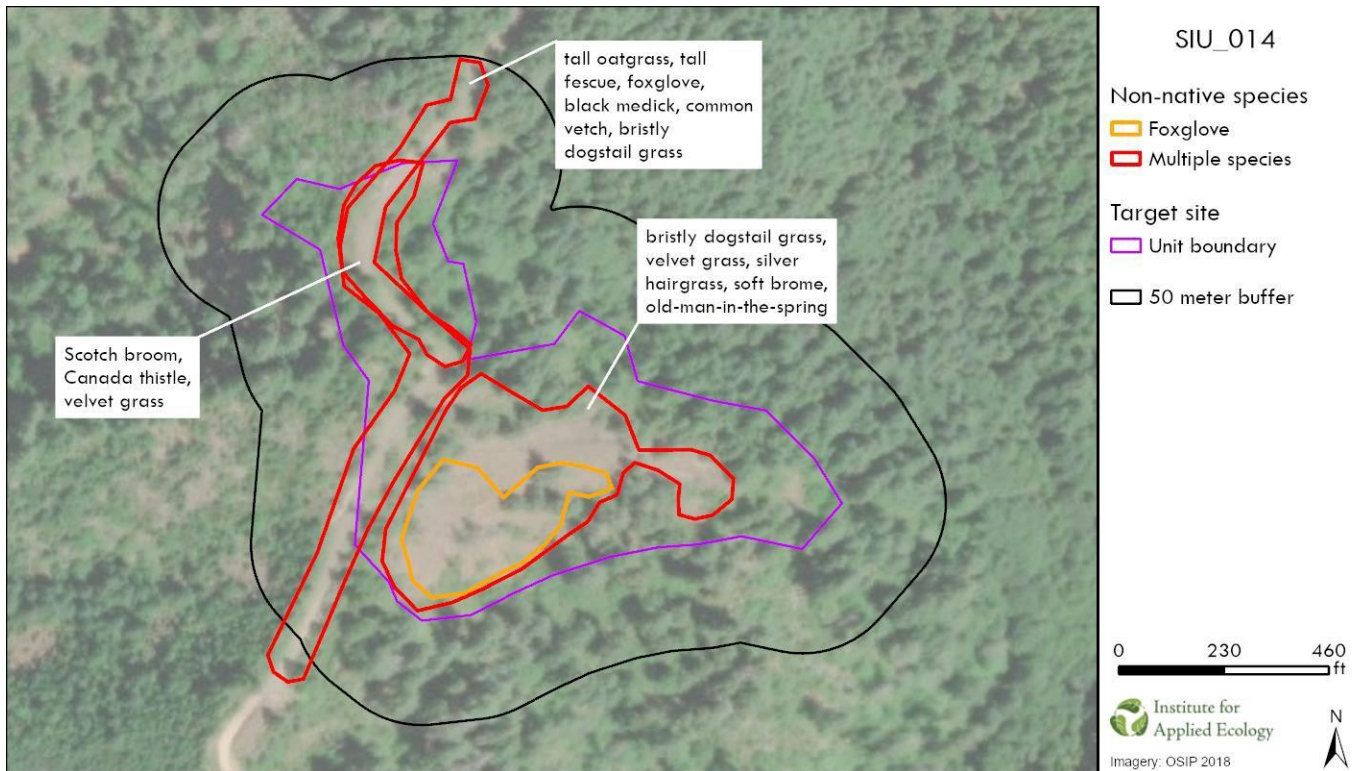 tall oatgrass, tall
fescue, foxglove,
black medick, common
vetch, bristly
dogstail grass
bristly dogstail grass,
velvet grass, silver
hairgrass, soft brome,
old-man-in-the-spring
Scotch broom,
Canada thistle,
velvet grass
SIU_014
Non-native species
Foxglove
Multiple species
Target site
Unit boundary
50 meter buffer
0 230 460
ft
Institute for
Applied Ecology
N
Imagery: OSIP 2018